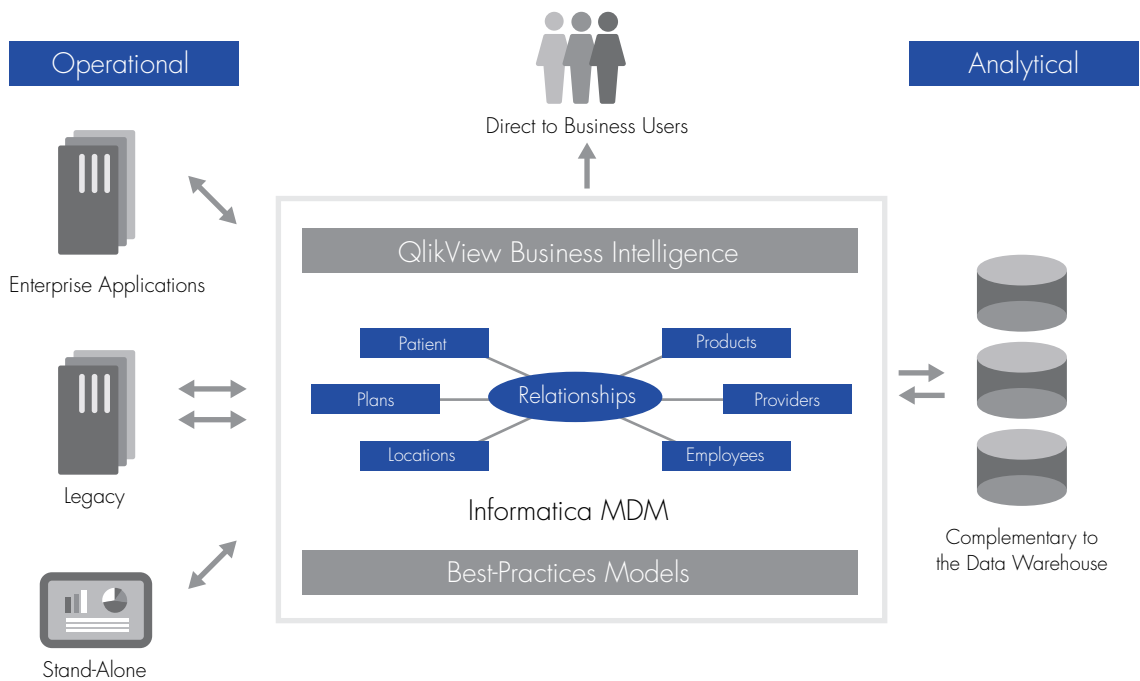 Operational
Analytical
Direct to Business Users
Enterprise Applications
Legacy
Stand-Alone
QlikView Business Intelligence
Patient
Products
Plans
Relationships
Providers
Locations
Employees
Informatica MDM
Best-Practices Models
Complementary to
the Data Warehouse